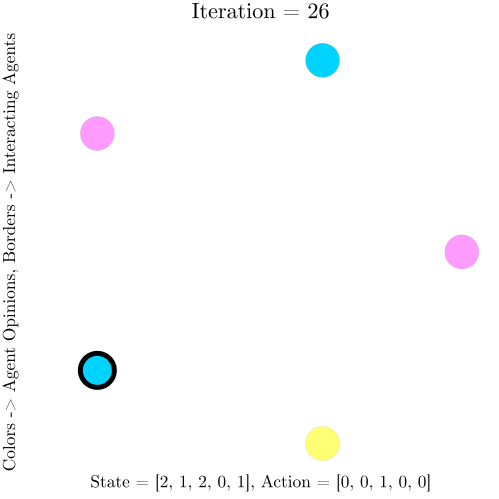 Iteration = 26
Colors -> Agent Opinions, Borders -> Interacting Agents
State = [2, 1, 2, 0, 1], Action = [0, 0, 1, 0, 0]